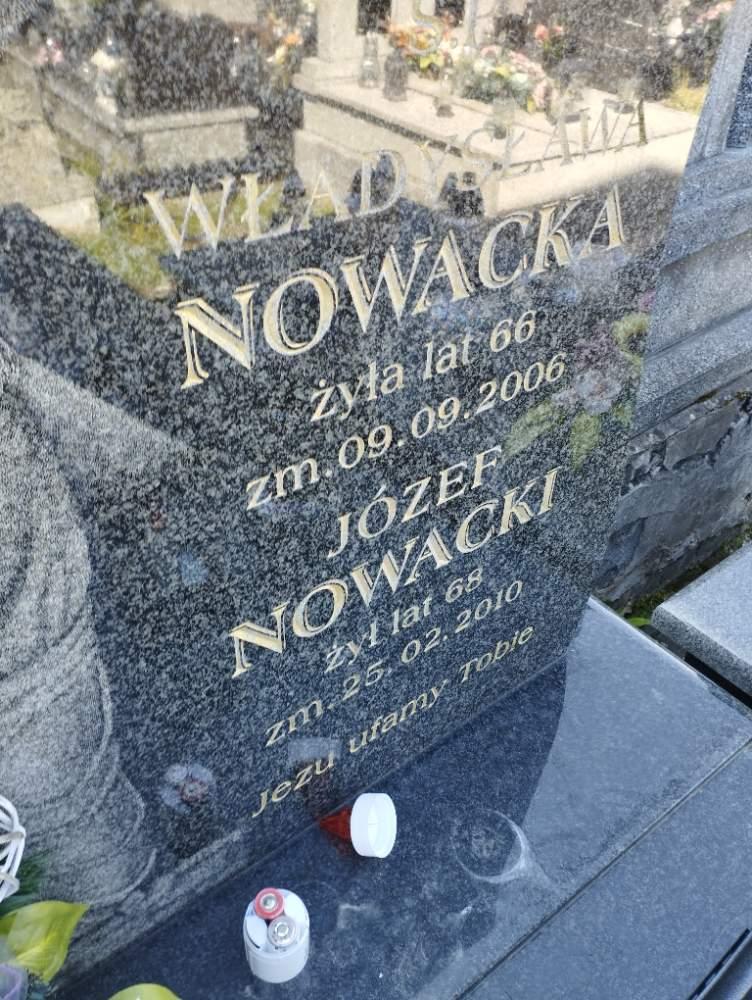 WŁADYSŁAWA
NOWACKA
żyła lat 66
zm. 09.09.2006
JÓZEF
NOWACKI
żył lat 68
zm. 25.02.2010
Jezu ufamy Tobie